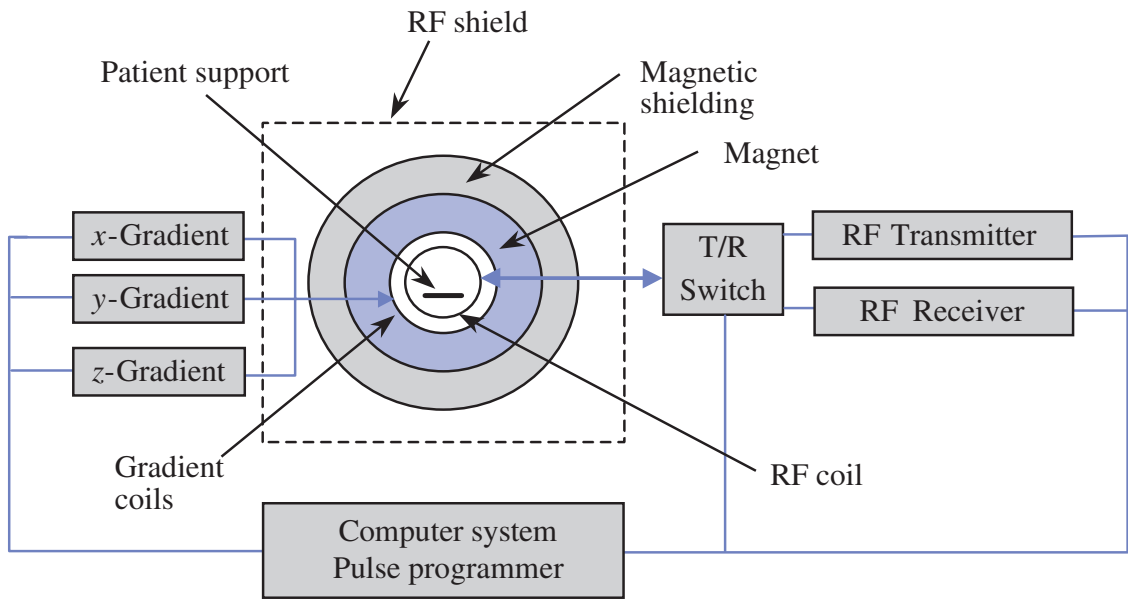 RF shield
Patient support
Magnetic
shielding
Magnet
x-Gradient
y-Gradient
z-Gradient
T/R
Switch
RF Transmitter
RF Receiver
Gradient
coils
RF coil
Computer system
Pulse programmer